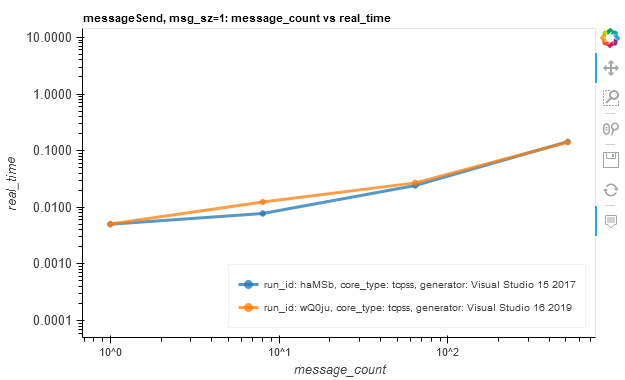 messageSend, msg_sz=1: message_count vs real_time
10.0000
1.0000
0.1000
0.0100
0.0010
0.0001
real_time
run_id: haMSb, core_type: tcpss, generator: Visual Studio 15 2017
run_id: wQ0ju, core_type: tcpss, generator: Visual Studio 16 2019
10^0
10^1
10^2
message_count